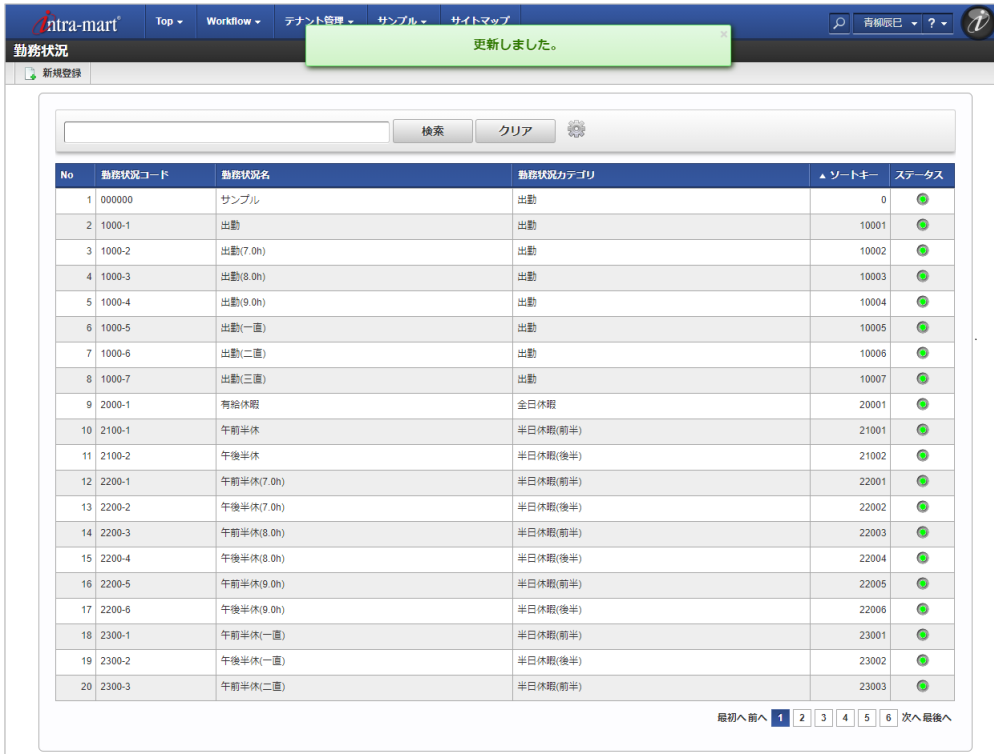 intra-mart Top Workflow テナント管理 サンプル サイトマップ 青柳辰巳 ?
更新しました。 ×
勤務状況
新規登録
検索 クリア
No 勤務状況コード 勤務状況名 勤務状況カテゴリ ▲ ソートキー ステータス
1 000000 サンプル 出勤 0
2 1000-1 出勤 出勤 10001
3 1000-2 出勤(7.0h) 出勤 10002
4 1000-3 出勤(8.0h) 出勤 10003
5 1000-4 出勤(9.0h) 出勤 10004
6 1000-5 出勤(一直) 出勤 10005
7 1000-6 出勤(二直) 出勤 10006
8 1000-7 出勤(三直) 出勤 10007
9 2000-1 有給休暇 全日休暇 20001
10 2100-1 午前半休 半日休暇(前半) 21001
11 2100-2 午後半休 半日休暇(後半) 21002
12 2200-1 午前半休(7.0h) 半日休暇(前半) 22001
13 2200-2 午後半休(7.0h) 半日休暇(後半) 22002
14 2200-3 午前半休(8.0h) 半日休暇(前半) 22003
15 2200-4 午後半休(8.0h) 半日休暇(後半) 22004
16 2200-5 午前半休(9.0h) 半日休暇(前半) 22005
17 2200-6 午後半休(9.0h) 半日休暇(後半) 22006
18 2300-1 午前半休(一直) 半日休暇(前半) 23001
19 2300-2 午後半休(一直) 半日休暇(後半) 23002
20 2300-3 午前半休(二直) 半日休暇(前半) 23003
最初へ 前へ 1 2 3 4 5 6 次へ 最後へ